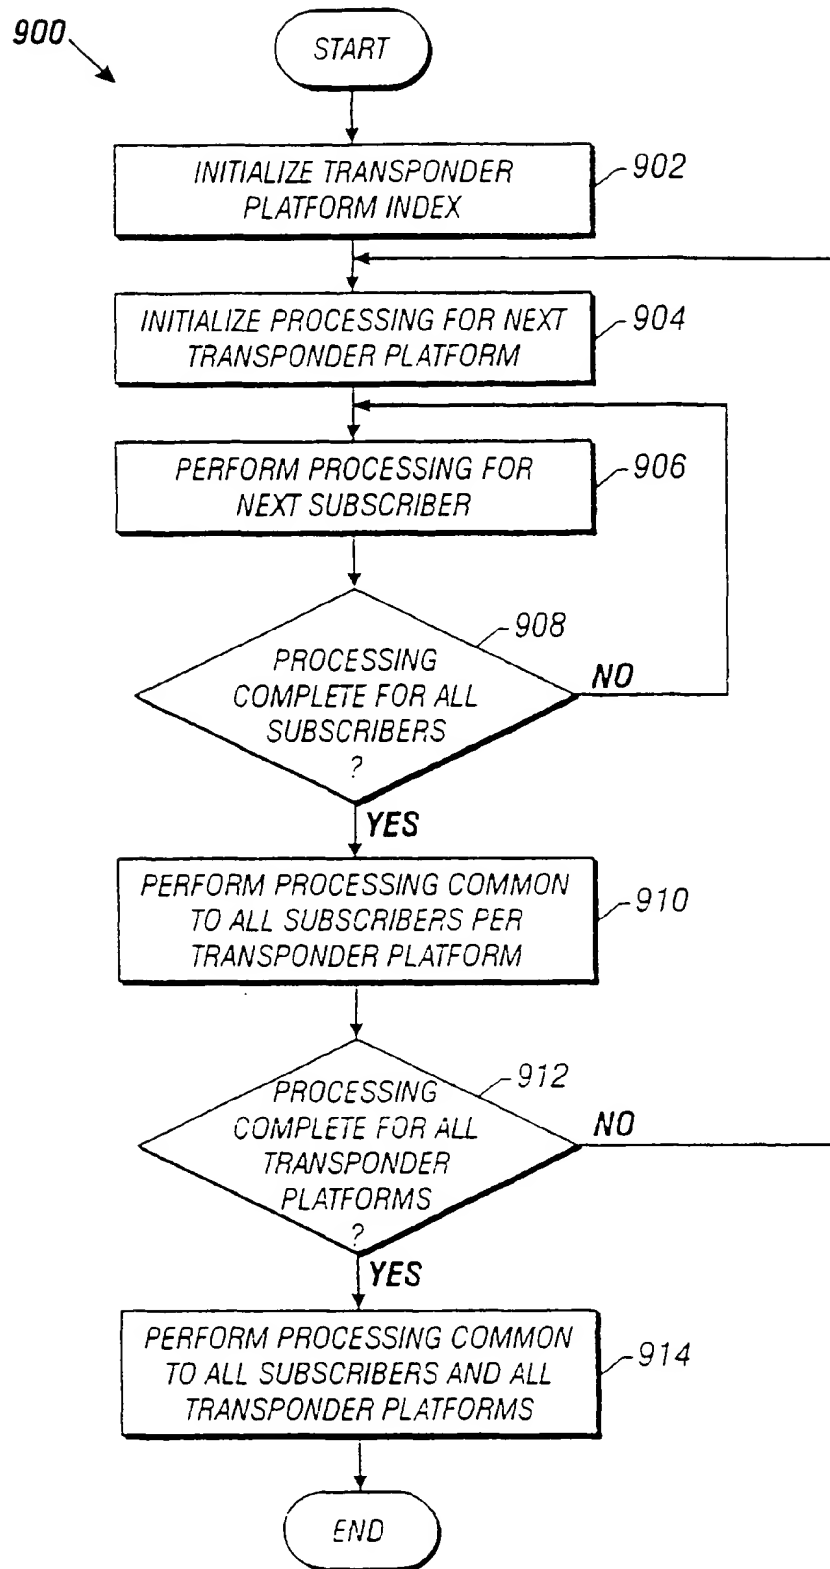 900
START
INITIALIZE TRANSPONDER
PLATFORM INDEX
902
INITIALIZE PROCESSING FOR NEXT
TRANSPONDER PLATFORM
904
PERFORM PROCESSING FOR
NEXT SUBSCRIBER
906
908
PROCESSING
COMPLETE FOR ALL
SUBSCRIBERS
?
NO
YES
PERFORM PROCESSING COMMON
TO ALL SUBSCRIBERS PER
TRANSPONDER PLATFORM
910
912
PROCESSING
COMPLETE FOR ALL
TRANSPONDER
PLATFORMS
?
NO
YES
PERFORM PROCESSING COMMON
TO ALL SUBSCRIBERS AND ALL
TRANSPONDER PLATFORMS
914
END